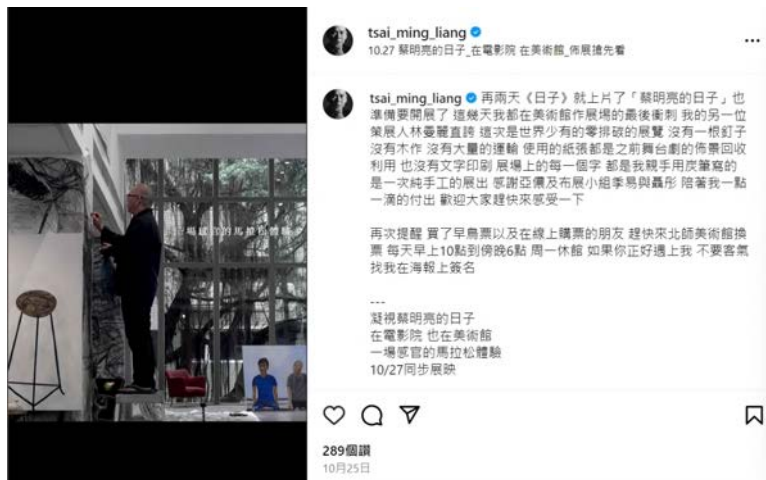 一場感官的馬拉松體驗
tsai_ming_liang
10.27 蔡明亮的日子_在電影院 在美術館_佈展搶先看
tsai_ming_liang 再兩天《日子》就上片了「蔡明亮的日子」也
準備要開展了 這幾天我都在美術館作展場的最後衝刺 我的另一位
策展人林曼麗直誇 這次是世界少有的零排碳的展覽 沒有一根釘子
沒有木作 沒有大量的運輸 使用的紙張都是之前舞台劇的佈景回收
利用 也沒有文字印刷 展場上的每一個字 都是我親手用炭筆寫的
是一次純手工的展出 感謝亞儂及布展小組季易與聶彤 陪著我一點
一滴的付出 歡迎大家趕快來感受一下
再次提醒 買了早鳥票以及在線上購票的朋友 趕快來北師美術館換
票 每天早上10點到傍晚6點 周一休館 如果你正好遇上我 不要客氣
找我在海報上簽名
---
凝視蔡明亮的日子
在電影院 也在美術館
一場感官的馬拉松體驗
10/27同步展映
289個讚
10月25日